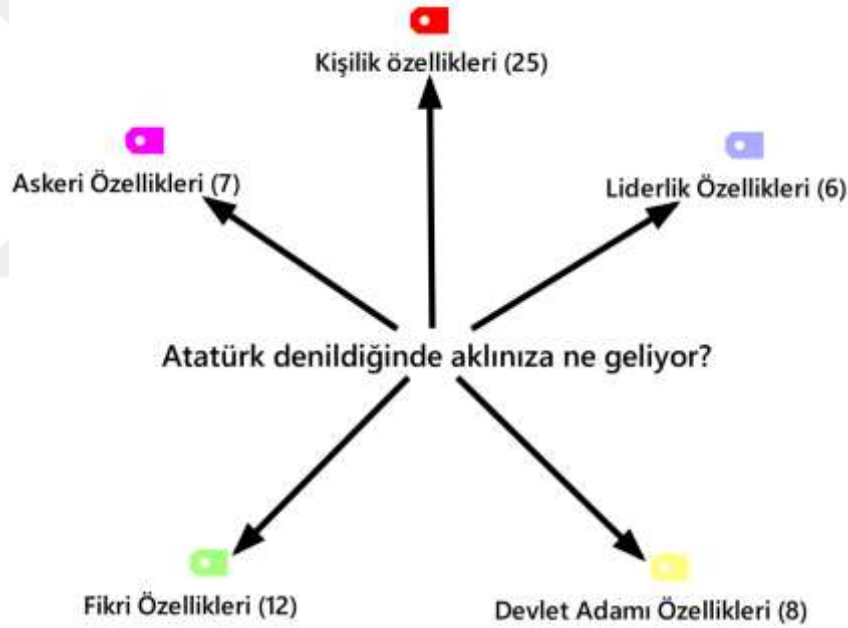 Kişilik özellikleri (25)
Askeri Özellikleri (7)
Liderlik Özellikleri (6)
Atatürk denildiğinde aklınıza ne geliyor?
Fikri Özellikleri (12)
Devlet Adamı Özellikleri (8)